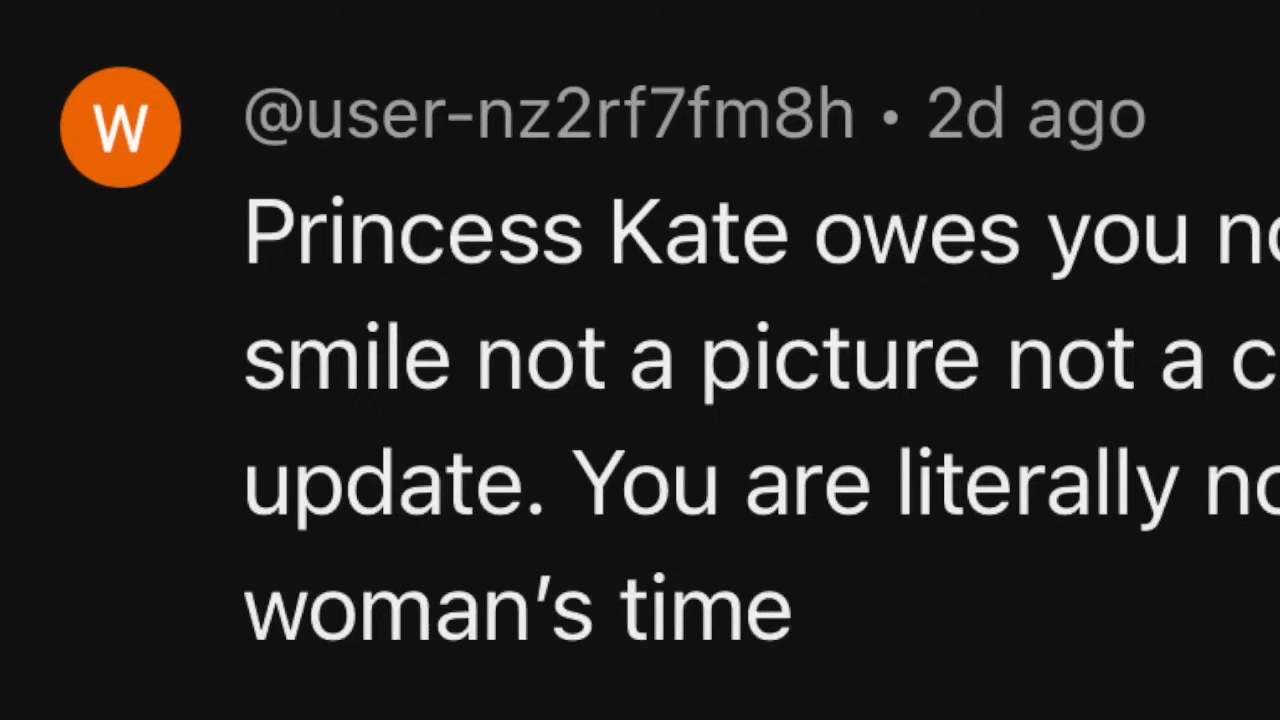 W
@user-nz2rf7fm8h • 2d ago
Princess Kate owes you
smile not a picture not a
update. You are literally
woman’s time